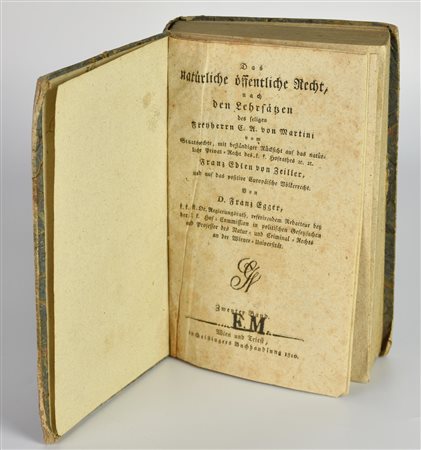 Das
natürliche öffentliche Recht,
nach
den Lehrsätzen
des seligen
Freyherrn C. A. von Martini
vom
Staatsrechte, mit beständiger Rücksicht auf das natür-
liche Privat-Recht des k. k. Hofrathes ꝛc. ꝛc.
Franz Edlen von Zeiller,
und auf das positive Europäische Völkerrecht.
Von
D. Franz Egger,
k. k. N. Oe. Regierungsrath, referirendem Redacteur bey
der k. k. Hof-Commission in politischen Gesetzsachen
und Professor des Natur- und Criminal-Rechts
an der Wiener-Universität.
Zweyter Band.
F.M.
Wien und Triest,
in Geistingers Buchhandlung 1810.